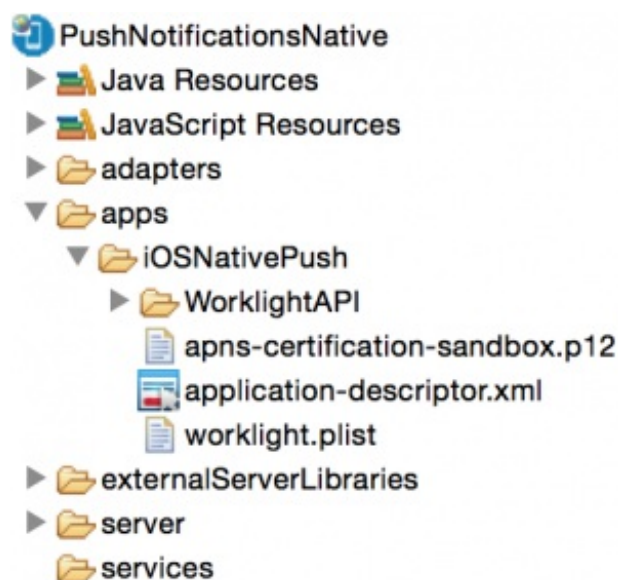 PushNotificationsNative
Java Resources
JavaScript Resources
adapters
apps
iOSNativePush
WorklightAPI
apns-certification-sandbox.p12
application-descriptor.xml
worklight.plist
externalServerLibraries
server
services